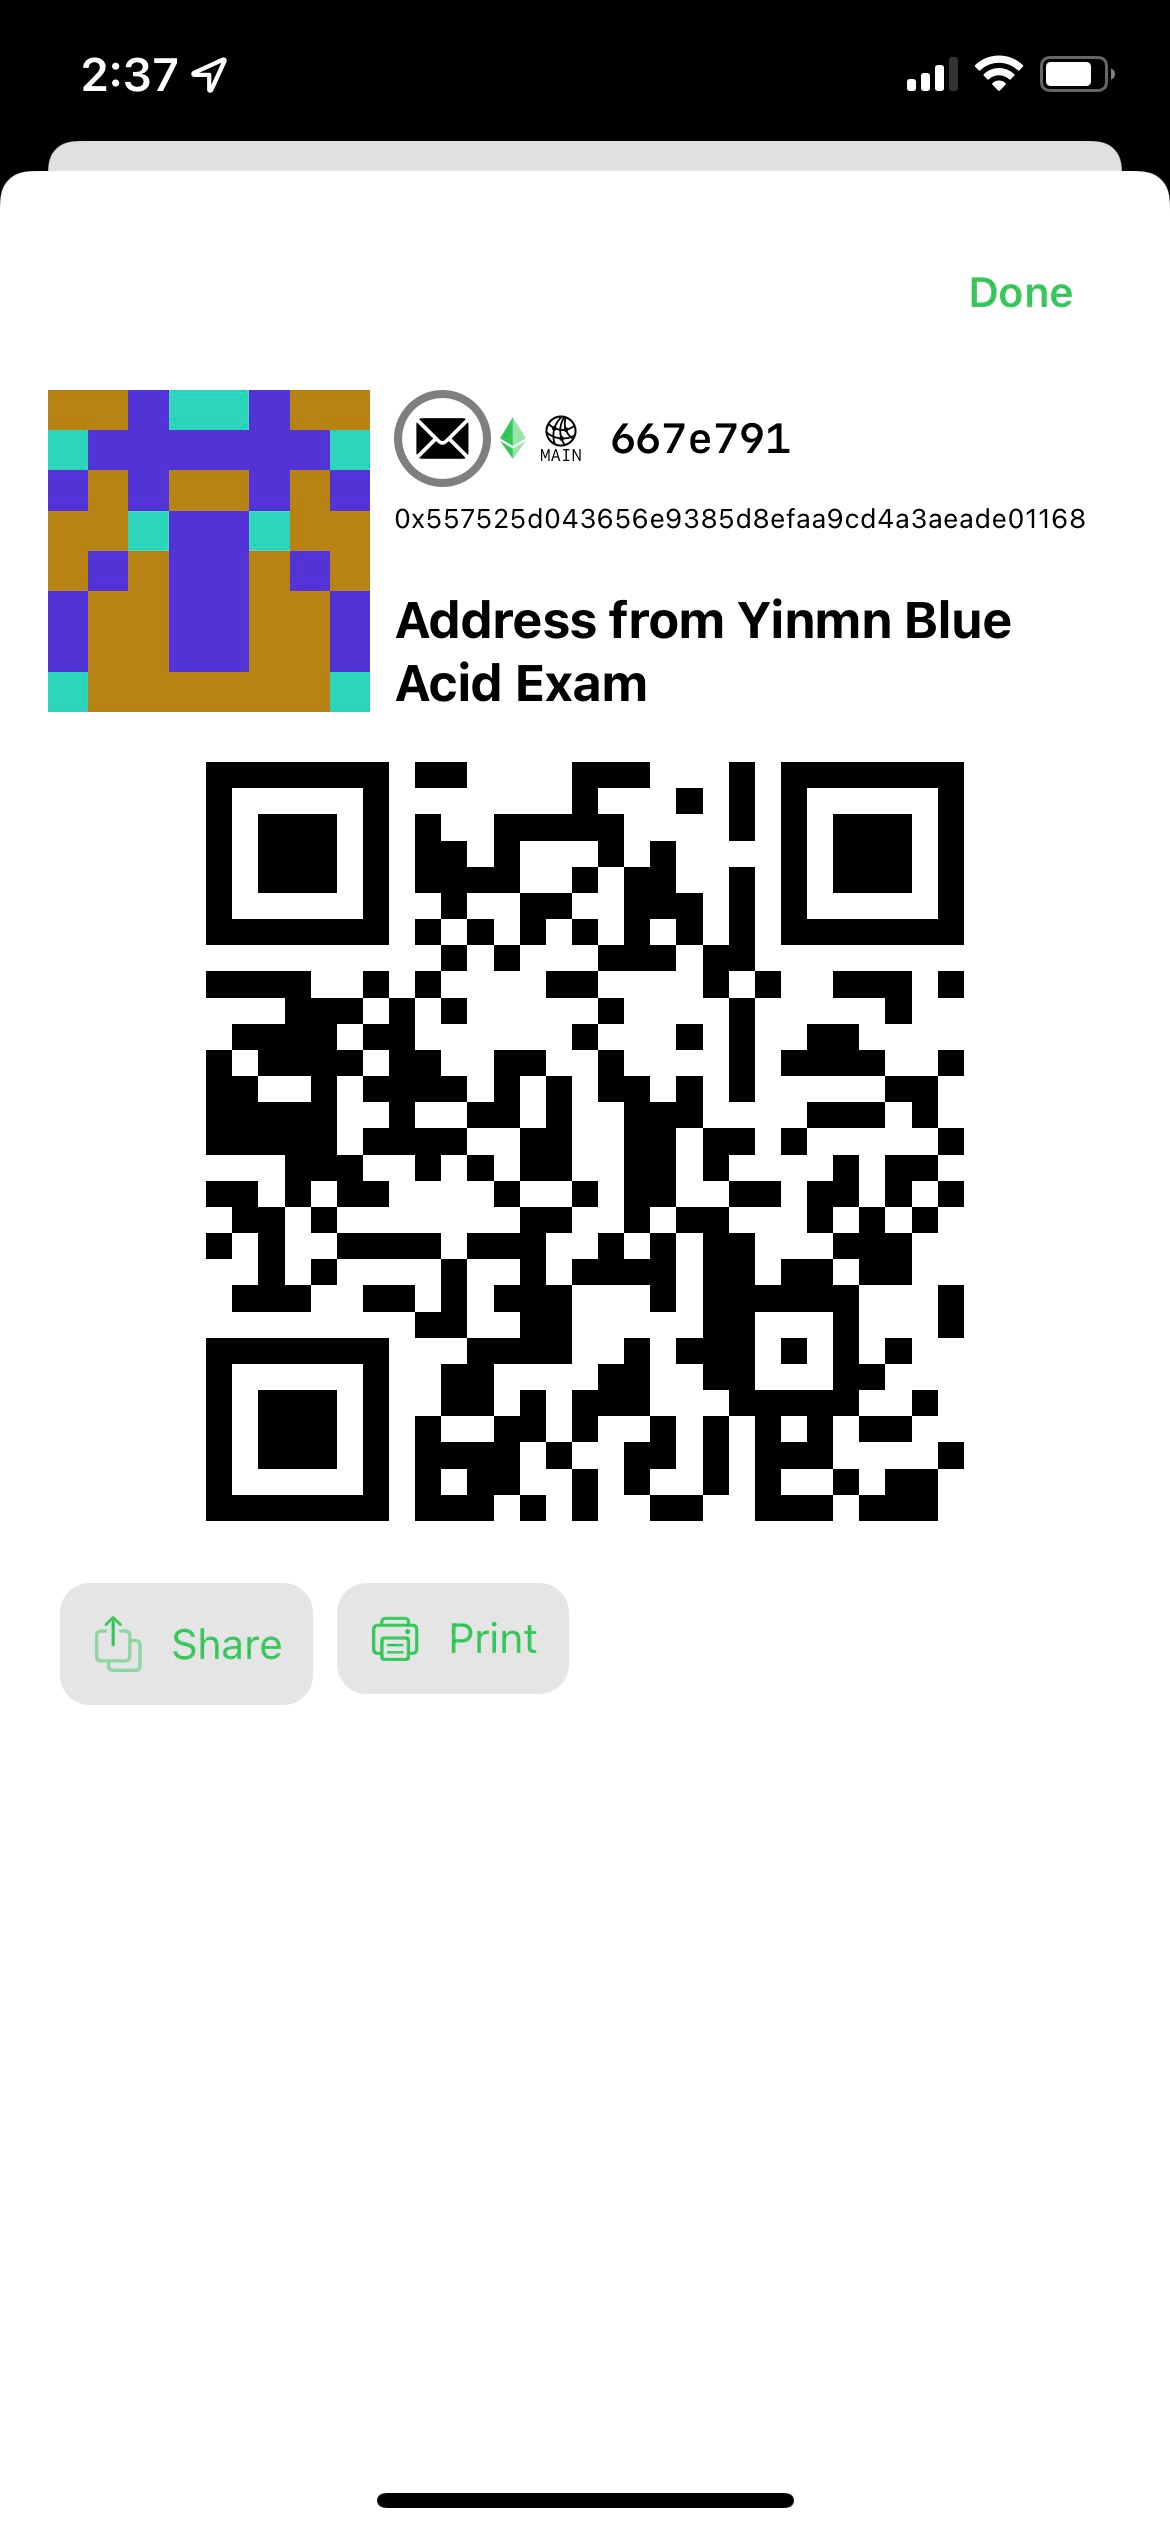 2:37
Done
MAIN
667e791
0x557525d043656e9385d8efaa9cd4a3aeade01168
Address from Yinmn Blue
Acid Exam
Share
Print